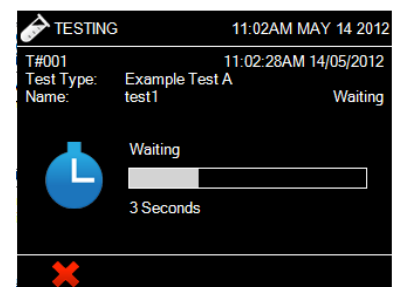 TESTING 11:02AM MAY 14 2012
T#001 11:02:28AM 14/05/2012
Test Type: Example Test A
Name: test1 Waiting
Waiting
3 Seconds